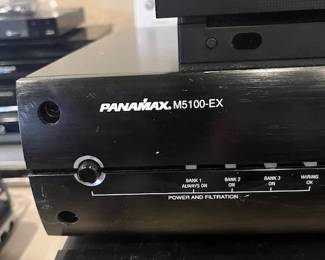 PANAMAX M5100-EX
BANK 1 BANK 2 BANK 3 WIRING
ALWAYS ON ON ON OK
POWER AND FILTRATION